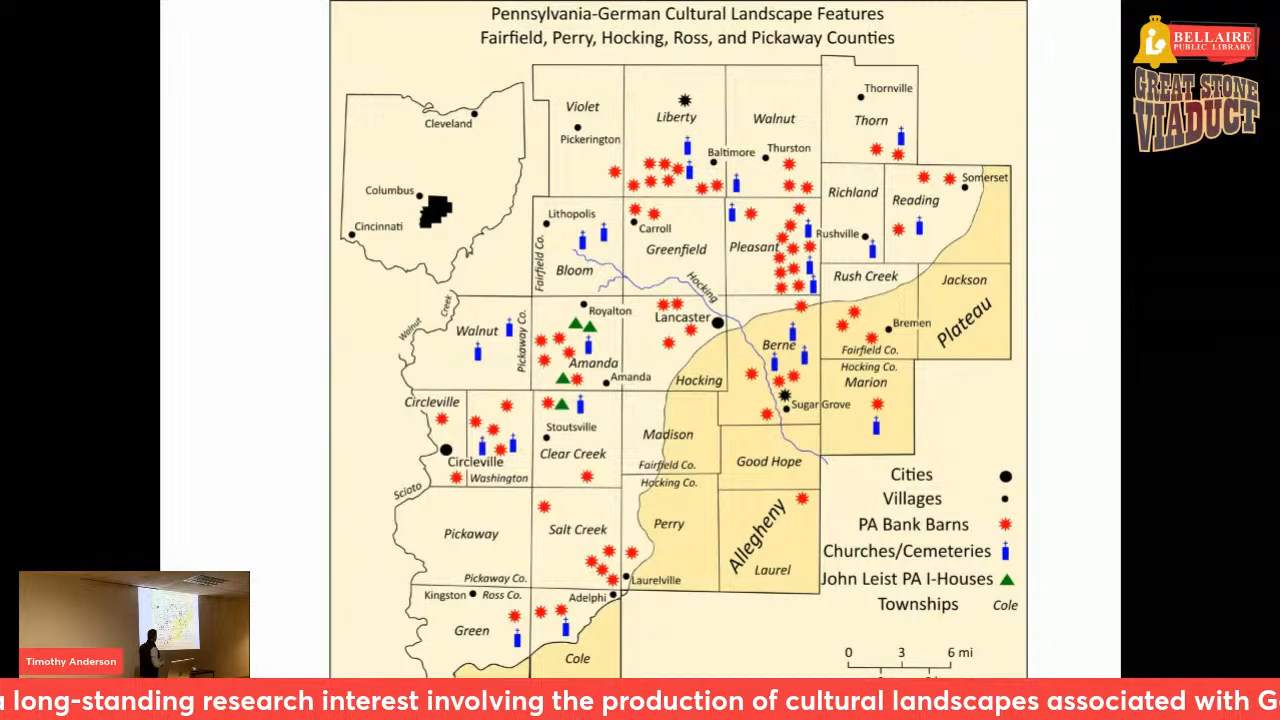 Pennsylvania-German Cultural Landscape Features
Fairfield, Perry, Hocking, Ross, and Pickaway Counties
BELLAIRE
PUBLIC LIBRARY
GREAT STONE
VIADUCT
Cleveland
Columbus
Cincinnati
Violet
Pickerington
Liberty
Baltimore
Walnut
Thurston
Thornville
Thorn
Richland
Reading
Somerset
Lithopolis
Fairfield Co.
Bloom
Carroll
Greenfield
Pleasant
Rushville
Rush Creek
Jackson
Plateau
Hocking
Walnut
Creek
Walnut
Pickaway Co.
Royalton
Lancaster
Amanda
Amanda
Hocking
Berne
Sugar Grove
Bremen
Fairfield Co.
Hocking Co.
Marion
Circleville
Circleville
Washington
Stoutsville
Clear Creek
Madison
Fairfield Co.
Hocking Co.
Good Hope
Scioto
Pickaway
Salt Creek
Perry
Allegheny
Laurel
Pickaway Co.
Laurelville
Kingston
Ross Co.
Adelphi
Green
Cole
Cities
Villages
PA Bank Barns
Churches/Cemeteries
John Leist PA I-Houses
Townships Cole
0 3 6 mi
Timothy Anderson
a long-standing research interest involving the production of cultural landscapes associated with G